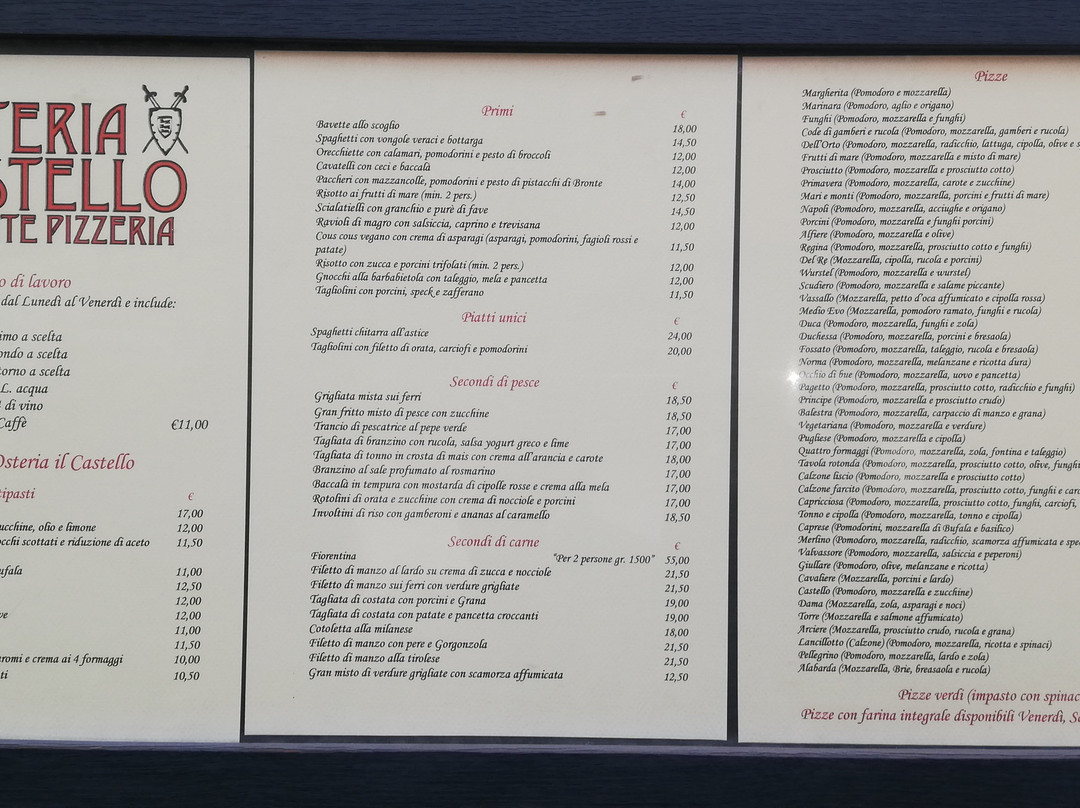 TERIA
STELLO
TE PIZZERIA
o di lavoro
dal Lunedì al Venerdì e include:
imo a scelta
ondo a scelta
torno a scelta
L. acqua
di vino
Caffè €11,00
Osteria il Castello
tipasti €
17,00
ucchine, olio e limone 12,00
occhi scottati e riduzione di aceto 11,50
ufala 11,00
12,50
12,00
ve 12,00
11,00
11,50
aromi e crema ai 4 formaggi 10,00
ti 10,50
Primi €
Bavette allo scoglio 18,00
Spaghetti con vongole veraci e bottarga 14,50
Orecchiette con calamari, pomodorini e pesto di broccoli 12,00
Cavatelli con ceci e baccalà 12,00
Paccheri con mazzancolle, pomodorini e pesto di pistacchi di Bronte 14,00
Risotto ai frutti di mare (min. 2 pers.) 12,50
Scialatielli con granchio e purè di fave 14,50
Ravioli di magro con salsiccia, caprino e trevisana 12,00
Cous cous vegano con crema di asparagi (asparagi, pomodorini, fagioli rossi e
patate) 11,50
Risotto con zucca e porcini trifolati (min. 2 pers.) 12,00
Gnocchi alla barbabietola con taleggio, mela e pancetta 12,00
Tagliolini con porcini, speck e zafferano 11,50
Piatti unici €
Spaghetti chitarra all'astice 24,00
Tagliolini con filetto di orata, carciofi e pomodorini 20,00
Secondi di pesce €
Grigliata mista sui ferri 18,50
Gran fritto misto di pesce con zucchine 18,50
Trancio di pescatrice al pepe verde 17,00
Tagliata di branzino con rucola, salsa yogurt greco e lime 17,00
Tagliata di tonno in crosta di mais con crema all'arancia e carote 18,00
Branzino al sale profumato al rosmarino 17,00
Baccalà in tempura con mostarda di cipolle rosse e crema alla mela 17,00
Rotolini di orata e zucchine con crema di nocciole e porcini 17,00
Involtini di riso con gamberoni e ananas al caramello 18,50
Secondi di carne €
Fiorentina "Per 2 persone gr. 1500" 55,00
Filetto di manzo al lardo su crema di zucca e nocciole 21,50
Filetto di manzo sui ferri con verdure grigliate 21,50
Tagliata di costata con porcini e Grana 19,00
Tagliata di costata con patate e pancetta croccanti 19,00
Cotoletta alla milanese 18,00
Filetto di manzo con pere e Gorgonzola 21,50
Filetto di manzo alla tirolese 21,50
Gran misto di verdure grigliate con scamorza affumicata 12,50
Pizze
Margherita (Pomodoro e mozzarella)
Marinara (Pomodoro, aglio e origano)
Funghi (Pomodoro, mozzarella e funghi)
Code di gamberi e rucola (Pomodoro, mozzarella, gamberi e rucola)
Dell'Orto (Pomodoro, mozzarella, radicchio, lattuga, cipolla, olive e s
Frutti di mare (Pomodoro, mozzarella e misto di mare)
Prosciutto (Pomodoro, mozzarella e prosciutto cotto)
Primavera (Pomodoro, mozzarella, carote e zucchine)
Mari e monti (Pomodoro, mozzarella, porcini e frutti di mare)
Napoli (Pomodoro, mozzarella, acciughe e origano)
Porcini (Pomodoro, mozzarella e funghi porcini)
Alfiere (Pomodoro, mozzarella e olive)
Regina (Pomodoro, mozzarella, prosciutto cotto e funghi)
Del Re (Mozzarella, cipolla, rucola e porcini)
Wurstel (Pomodoro, mozzarella e wurstel)
Scudiero (Pomodoro, mozzarella e salame piccante)
Vassallo (Mozzarella, petto d'oca affumicato e cipolla rossa)
Medio Evo (Mozzarella, pomodoro ramato, funghi e rucola)
Duca (Pomodoro, mozzarella, funghi e zola)
Duchessa (Pomodoro, mozzarella, porcini e bresaola)
Fossato (Pomodoro, mozzarella, taleggio, rucola e bresaola)
Norma (Pomodoro, mozzarella, melanzane e ricotta dura)
Occhio di bue (Pomodoro, mozzarella, uovo e pancetta)
Pagetto (Pomodoro, mozzarella, prosciutto cotto, radicchio e funghi)
Principe (Pomodoro, mozzarella e prosciutto crudo)
Balestra (Pomodoro, mozzarella, carpaccio di manzo e grana)
Vegetariana (Pomodoro, mozzarella e verdure)
Pugliese (Pomodoro, mozzarella e cipolla)
Quattro formaggi (Pomodoro, mozzarella, zola, fontina e taleggio)
Tavola rotonda (Pomodoro, mozzarella, prosciutto cotto, olive, funghi
Calzone liscio (Pomodoro, mozzarella e prosciutto cotto)
Calzone farcito (Pomodoro, mozzarella, prosciutto cotto, funghi e carc
Capricciosa (Pomodoro, mozzarella, prosciutto cotto, funghi, carciofi,
Tonno e cipolla (Pomodoro, mozzarella, tonno e cipolla)
Caprese (Pomodorini, mozzarella di Bufala e basilico)
Merlino (Pomodoro, mozzarella, radicchio, scamorza affumicata e spe
Valvassore (Pomodoro, mozzarella, salsiccia e peperoni)
Giullare (Pomodoro, olive, melanzane e ricotta)
Cavaliere (Mozzarella, porcini e lardo)
Castello (Pomodoro, mozzarella e zucchine)
Dama (Mozzarella, zola, asparagi e noci)
Torre (Mozzarella e salmone affumicato)
Arciere (Mozzarella, prosciutto crudo, rucola e grana)
Lancillotto (Calzone) (Pomodoro, mozzarella, ricotta e spinaci)
Pellegrino (Pomodoro, mozzarella, lardo e zola)
Alabarda (Mozzarella, Brie, breasaola e rucola)
Pizze verdi (impasto con spinac
Pizze con farina integrale disponibili Venerdì, Sa